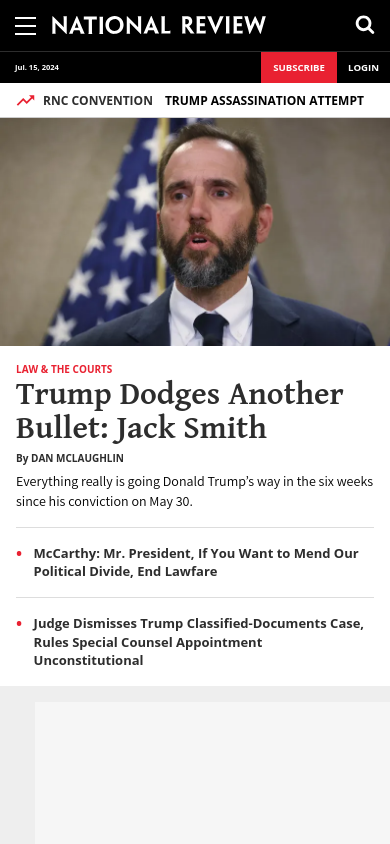 NATIONAL REVIEW
Jul. 15, 2024
SUBSCRIBE
LOGIN
RNC CONVENTION
TRUMP ASSASSINATION ATTEMPT
LAW & THE COURTS
Trump Dodges Another
Bullet: Jack Smith
By DAN MCLAUGHLIN
Everything really is going Donald Trump's way in the six weeks
since his conviction on May 30.
McCarthy: Mr. President, If You Want to Mend Our
Political Divide, End Lawfare
Judge Dismisses Trump Classified-Documents Case,
Rules Special Counsel Appointment
Unconstitutional